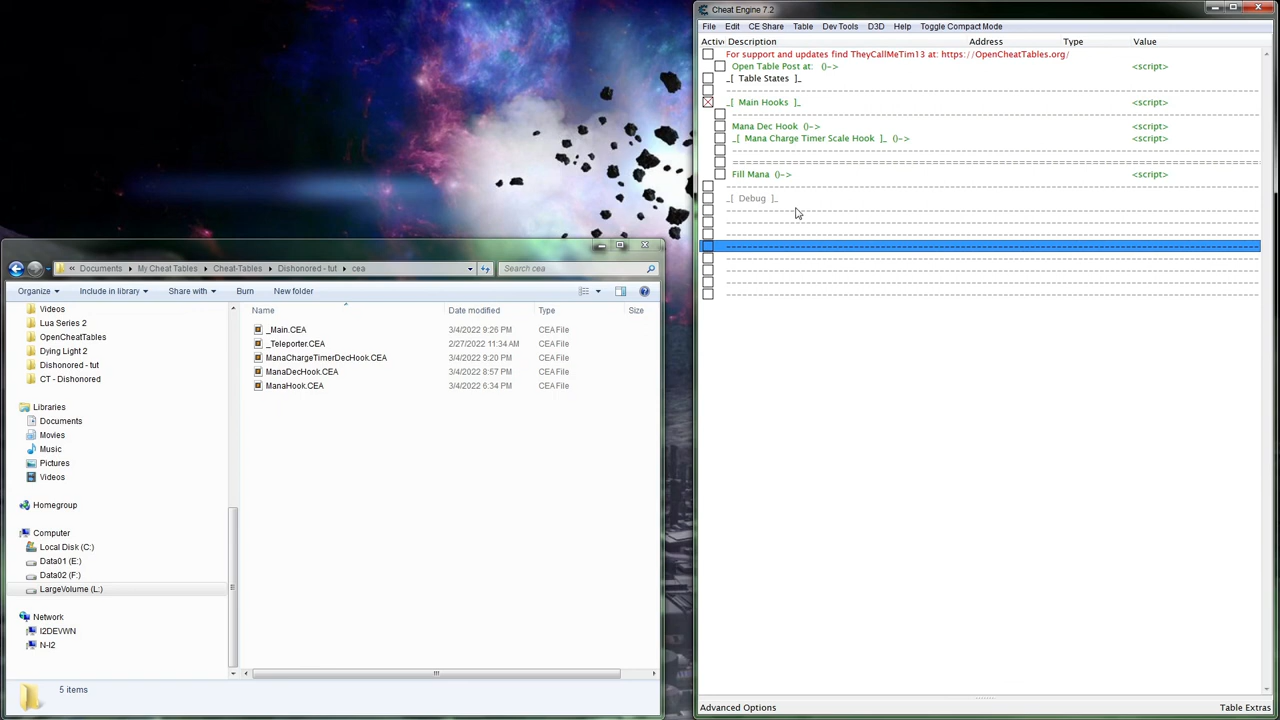 Cheat Engine 7.2
File Edit CE Share Table Dev Tools D3D Help Toggle Compact Mode
Description Address Type Value
For support and updates find TheyCallMeTim13 at: https://OpenCheatTables.org/
Open Table Post at: ()-> <script>
_[ Table States ]_
_[ Main Hooks ]_ <script>
Mana Dec Hook ()-> <script>
_[ Mana Charge Timer Scale Hook ]_ ()-> <script>
Fill Mana ()-> <script>
_[ Debug ]_
Advanced Options Table Extras
Documents My Cheat Tables Cheat-Tables Dishonored - tut cea Search cea
Organize Include in library Share with Burn New folder
Name Date modified Type Size
Videos
Lua Series 2
OpenCheatTables
Dying Light 2
Dishonored - tut
CT - Dishonored
Libraries
Documents
Movies
Music
Pictures
Videos
Homegroup
Computer
Local Disk (C:)
Data01 (E:)
Data02 (F:)
LargeVolume (L:)
Network
I2DEVWN
N-I2
_Main.CEA 3/4/2022 9:26 PM CEA File
_Teleporter.CEA 2/27/2022 11:34 AM CEA File
ManaChargeTimerDecHook.CEA 3/4/2022 9:20 PM CEA File
ManaDecHook.CEA 3/4/2022 8:57 PM CEA File
ManaHook.CEA 3/4/2022 6:34 PM CEA File
5 items